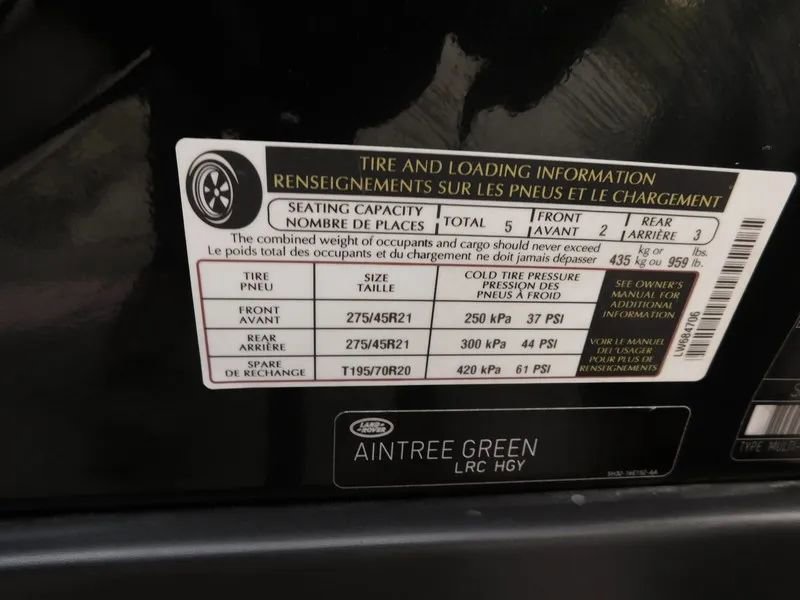 TIRE AND LOADING INFORMATION
RENSEIGNEMENTS SUR LES PNEUS ET LE CHARGEMENT
SEATING CAPACITY
NOMBRE DE PLACES
TOTAL 5
FRONT
AVANT 2
REAR
ARRIÈRE 3
The combined weight of occupants and cargo should never exceed
Le poids total des occupants et du chargement ne doit jamais dépasser
kg or lbs.
435 kg ou 959 lb.
TIRE
PNEU
SIZE
TAILLE
COLD TIRE PRESSURE
PRESSION DES
PNEUS À FROID
FRONT
AVANT
275/45R21
250 kPa 37 PSI
REAR
ARRIÈRE
275/45R21
300 kPa 44 PSI
SPARE
DE RECHANGE
T195/70R20
420 kPa 61 PSI
SEE OWNER'S
MANUAL FOR
ADDITIONAL
INFORMATION
VOIR LE MANUEL
DE L'USAGER
POUR PLUS DE
RENSEIGNEMENTS
LW684706
LAND ROVER
AINTREE GREEN
LRC HGY
TYPE